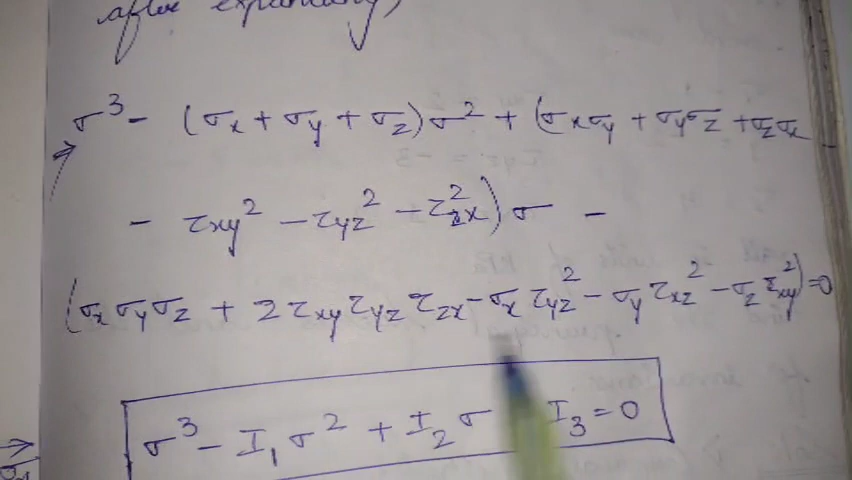 after expanding,
σ³ - (σx + σy + σz)σ² + (σxσy + σyσz + σzσx
- τxy² - τyz² - τzx²)σ -
(σxσyσz + 2τxyτyzτzx - σxτyz² - σyτxz² - σzτxy²) = 0
σ³ - I₁σ² + I₂σ I₃ = 0